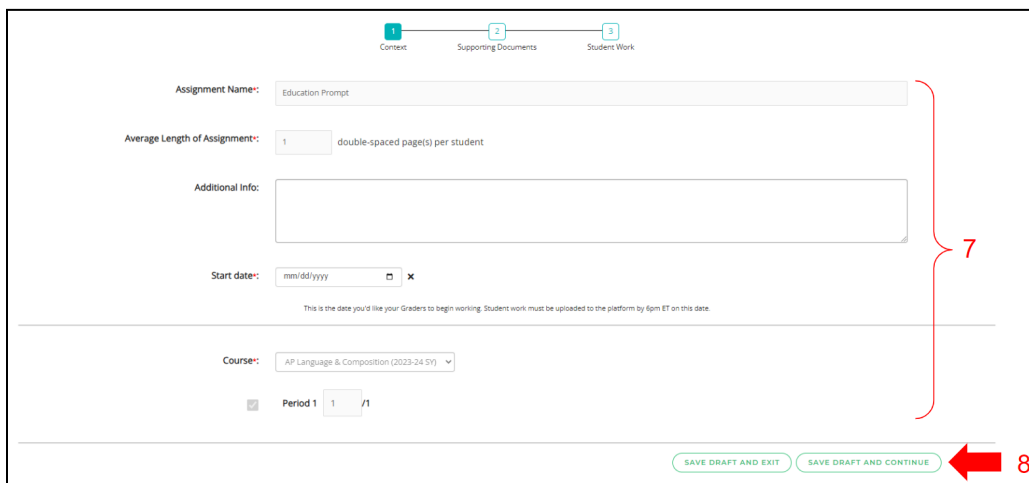 1 2 3
Context Supporting Documents Student Work
Assignment Name*: Education Prompt
Average Length of Assignment*: 1 double-spaced page(s) per student
Additional Info:
7
Start date*: mm/dd/yyyy
This is the date you'd like your Graders to begin working. Student work must be uploaded to the platform by 6pm ET on this date.
Course*: AP Language & Composition (2023-24 SY)
Period 1 1 /1
SAVE DRAFT AND EXIT SAVE DRAFT AND CONTINUE 8